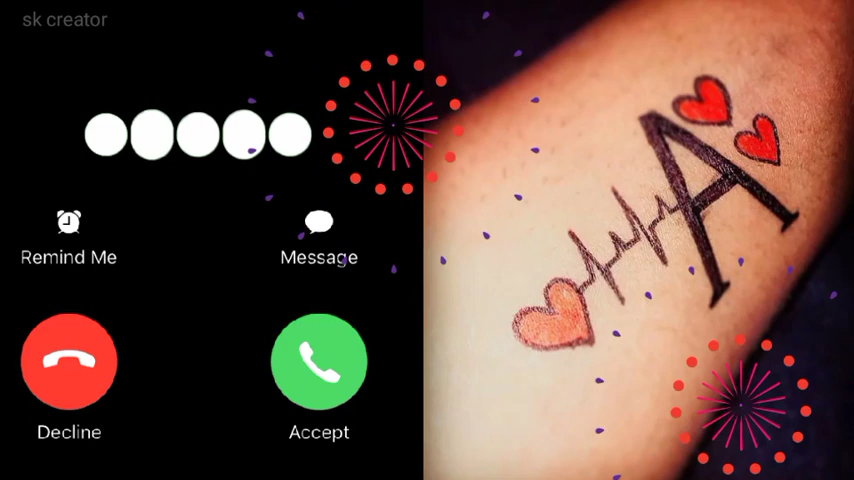 sk creator
Remind Me
Message
Decline
Accept
A